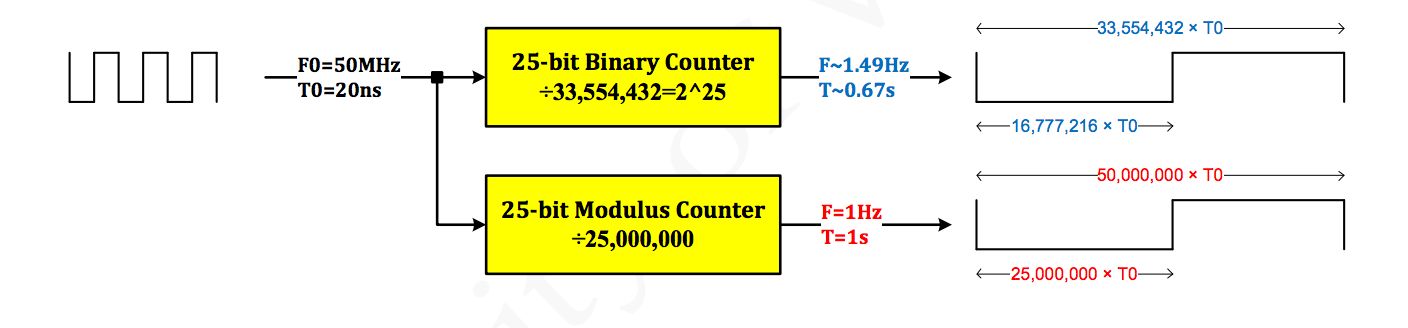 F0=50MHz
T0=20ns
25-bit Binary Counter
÷33,554,432=2^25
F~1.49Hz
T~0.67s
33,554,432 × T0
16,777,216 × T0
25-bit Modulus Counter
÷25,000,000
F=1Hz
T=1s
50,000,000 × T0
25,000,000 × T0